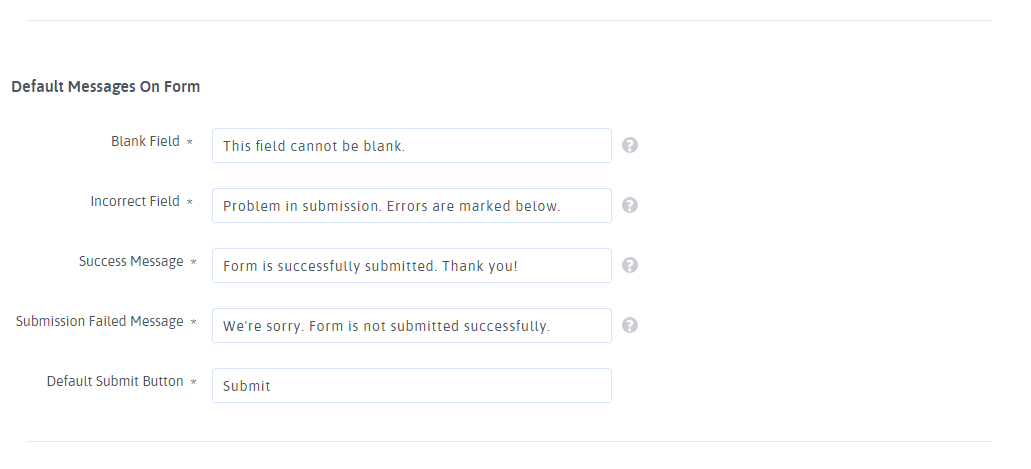 Default Messages On Form
Blank Field * This field cannot be blank. ?
Incorrect Field * Problem in submission. Errors are marked below. ?
Success Message * Form is successfully submitted. Thank you! ?
Submission Failed Message * We're sorry. Form is not submitted successfully. ?
Default Submit Button * Submit